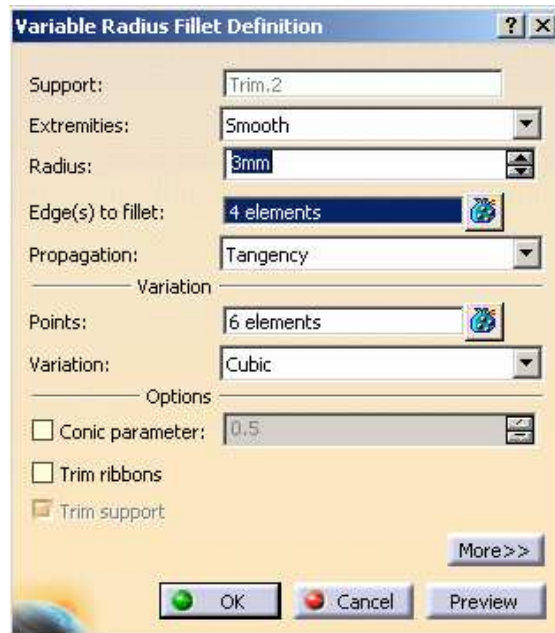 Variable Radius Fillet Definition ? X
Support: Trim.2
Extremities: Smooth
Radius: 3mm
Edge(s) to fillet: 4 elements
Propagation: Tangency
Variation
Points: 6 elements
Variation: Cubic
Options
Conic parameter: 0.5
Trim ribbons
Trim support
More>>
OK Cancel Preview